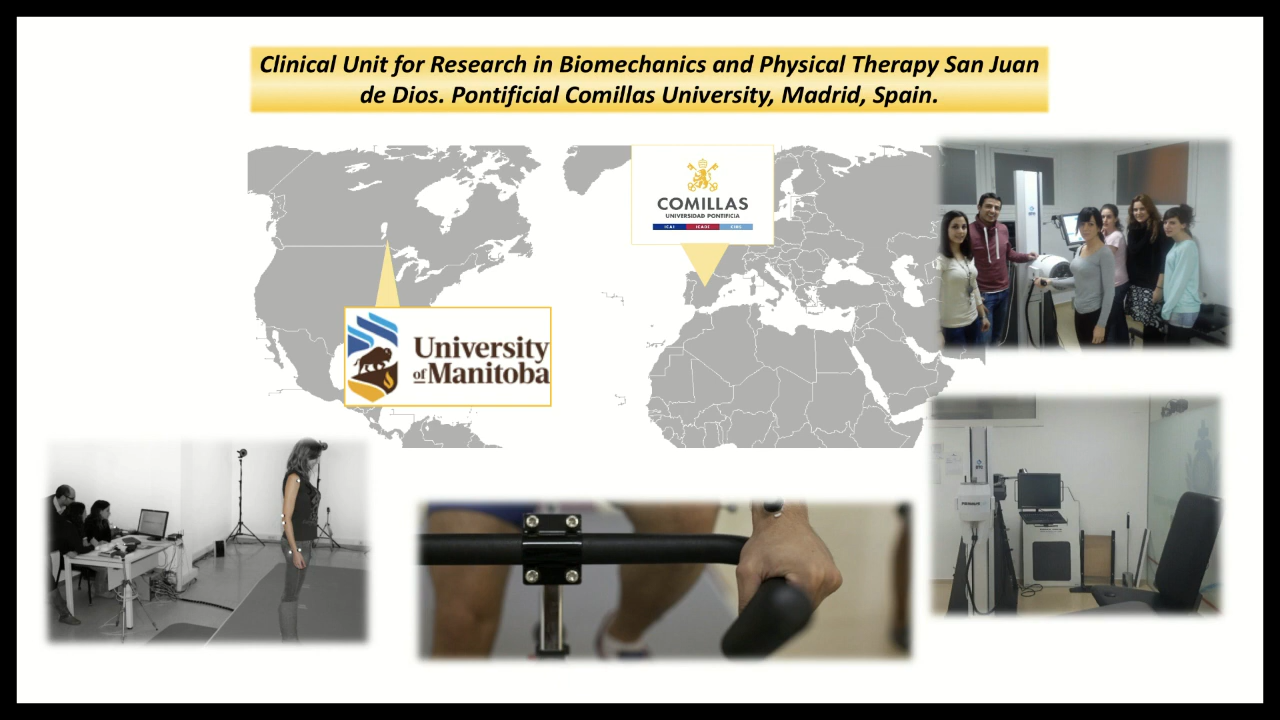 Clinical Unit for Research in Biomechanics and Physical Therapy San Juan
de Dios. Pontificial Comillas University, Madrid, Spain.
COMILLAS
UNIVERSIDAD PONTIFICIA
ICAI ICADE CIHS
University
of Manitoba